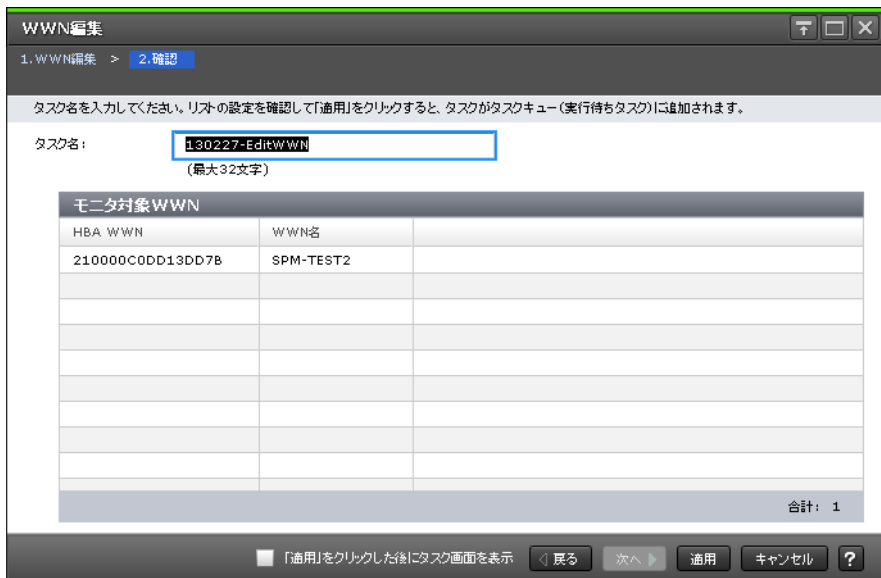 WWN編集
1.WWN編集 > 2.確認
タスク名を入力してください。リストの設定を確認して「適用」をクリックすると、タスクがタスクキュー(実行待ちタスク)に追加されます。
タスク名: 130227-EditWWN
(最大32文字)
モニタ対象WWN
HBA WWN WWN名
210000C0DD13DD7B SPM-TEST2
合計: 1
「適用」をクリックした後にタスク画面を表示 戻る 次へ 適用 キャンセル ?